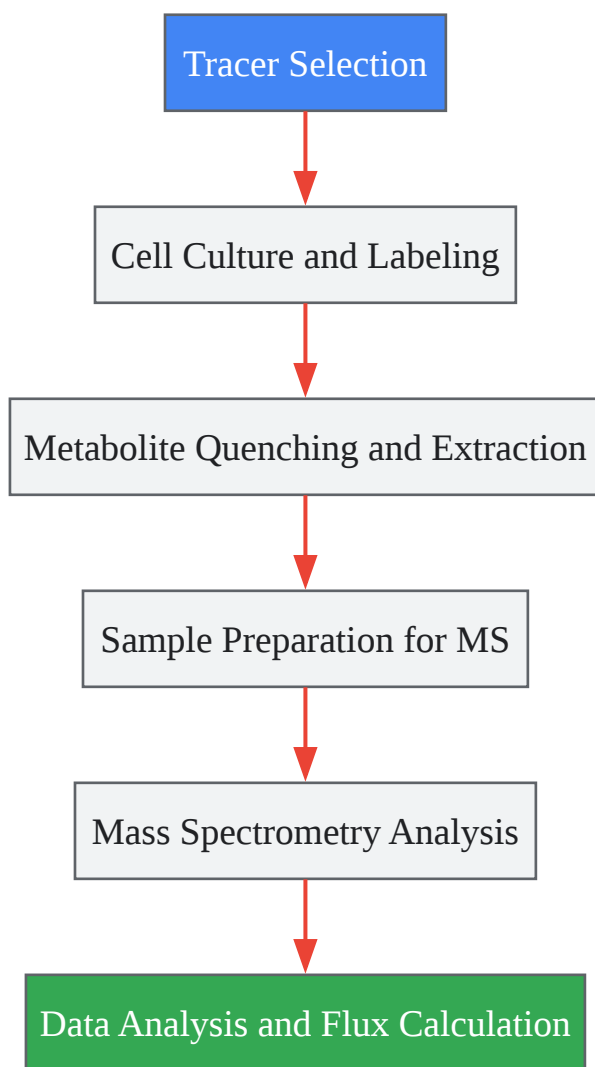 Tracer Selection
Cell Culture and Labeling
Metabolite Quenching and Extraction
Sample Preparation for MS
Mass Spectrometry Analysis
Data Analysis and Flux Calculation